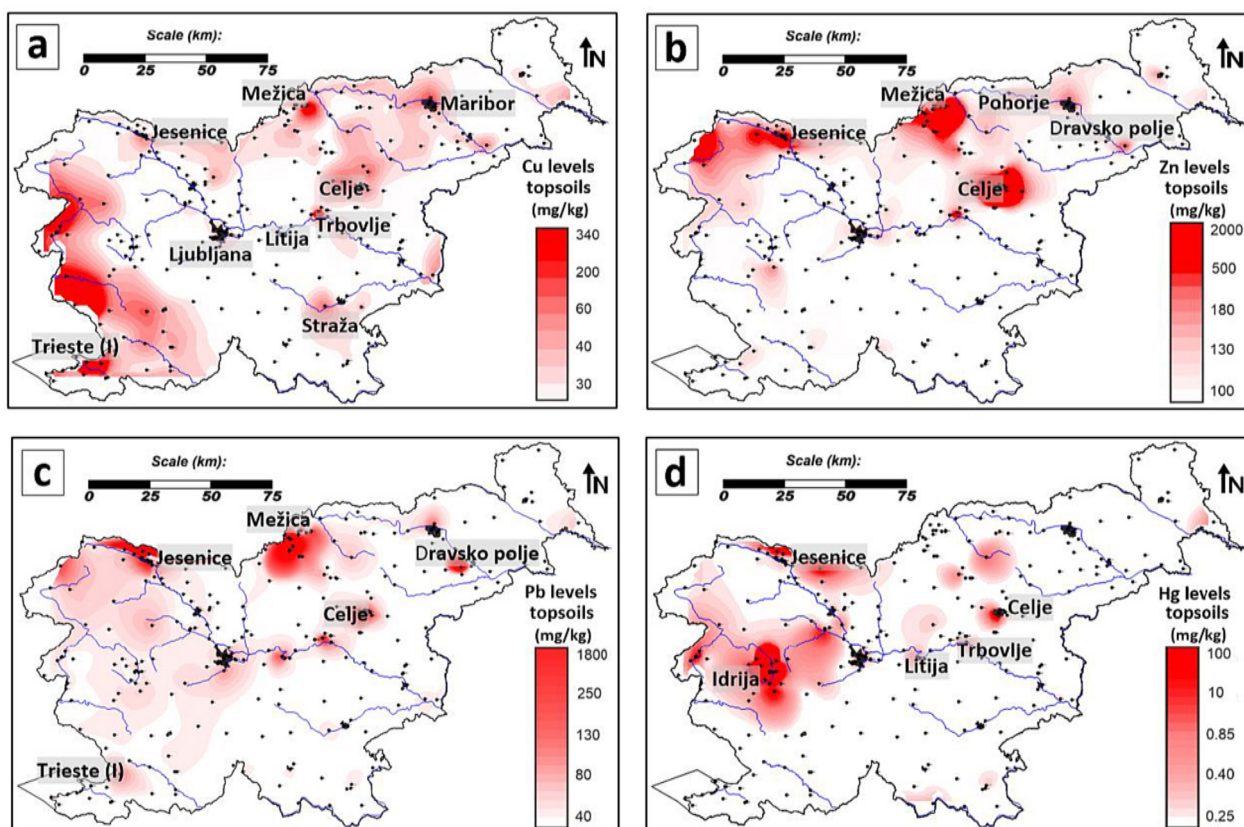 a
Scale (km):
0 25 50 75
N
Mežica
Maribor
Jesenice
Celje
Trbovlje
Litija
Ljubljana
Straža
Trieste (I)
Cu levels
topsoils
(mg/kg)
340
200
60
40
30
b
Scale (km):
0 25 50 75
N
Mežica
Pohorje
Jesenice
Dravsko polje
Celje
Zn levels
topsoils
(mg/kg)
2000
500
180
130
100
c
Scale (km):
0 25 50 75
N
Mežica
Jesenice
Dravsko polje
Celje
Trieste (I)
Pb levels
topsoils
(mg/kg)
1800
250
130
80
40
d
Scale (km):
0 25 50 75
N
Jesenice
Celje
Trbovlje
Litija
Idrija
Hg levels
topsoils
(mg/kg)
100
10
0.85
0.40
0.25